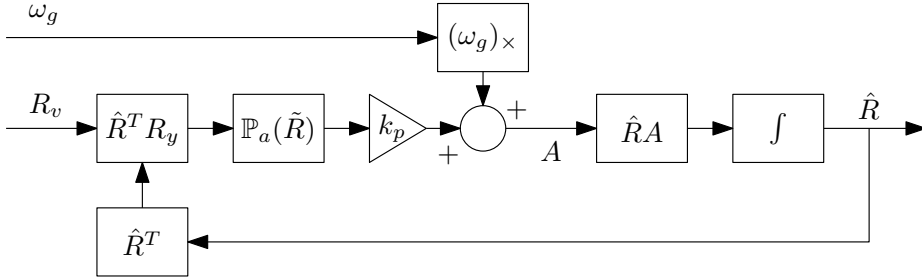 ω_g
(ω_g)_×
R_v
R̂^T R_y
ℙ_a(R̃)
k_p
+
+
A
R̂A
∫
R̂
R̂^T